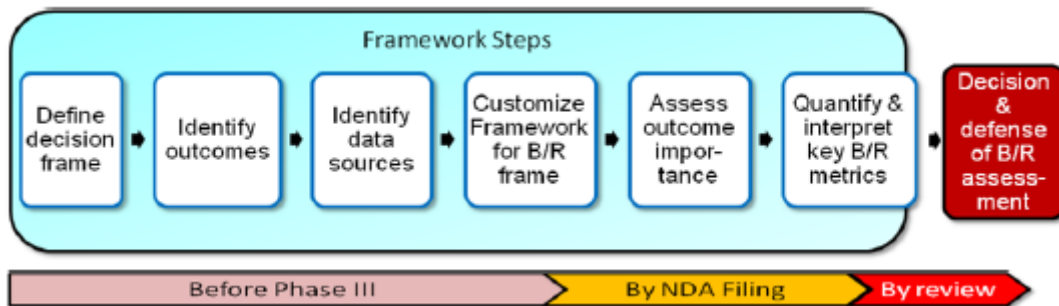 Framework Steps
Define
decision
frame
Identify
outcomes
Identify
data
sources
Customize
Framework
for B/R
frame
Assess
outcome
impor-
tance
Quantify &
interpret
key B/R
metrics
Decision
&
defense
of B/R
assess-
ment
Before Phase III
By NDA Filing
By review